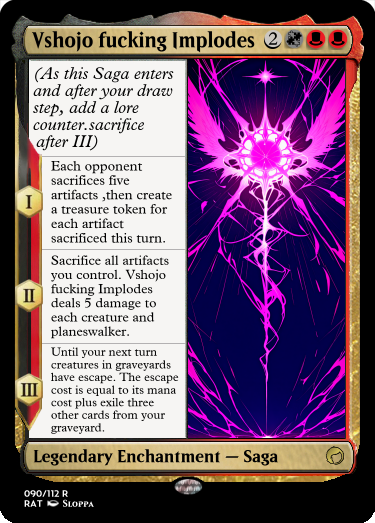 Vshojo fucking Implodes 2
(As this Saga enters
and after your draw
step, add a lore
counter.sacrifice
after III)
I
Each opponent
sacrifices five
artifacts ,then create
a treasure token for
each artifact
sacrificed this turn.
II
Sacrifice all artifacts
you control. Vshojo
fucking Implodes
deals 5 damage to
each creature and
planeswalker.
III
Until your next turn
creatures in graveyards
have escape. The escape
cost is equal to its mana
cost plus exile three
other cards from your
graveyard.
Legendary Enchantment — Saga
090/112 R
RAT Sloppa